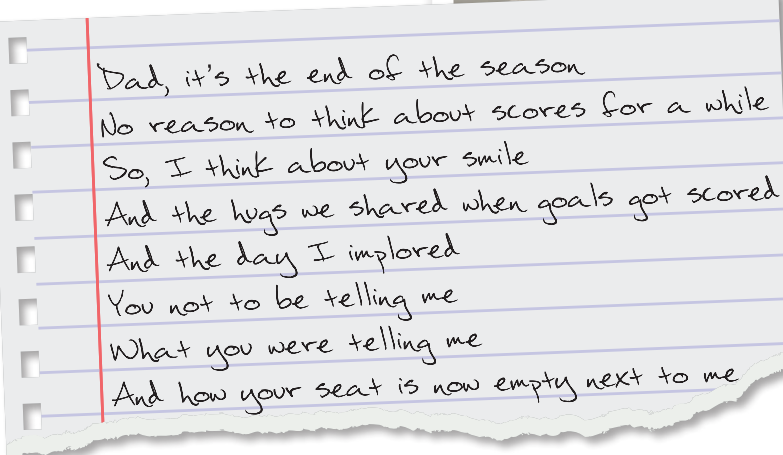 Dad, it's the end of the season
No reason to think about scores for a while
So, I think about your smile
And the hugs we shared when goals got scored
And the day I implored
You not to be telling me
What you were telling me
And how your seat is now empty next to me